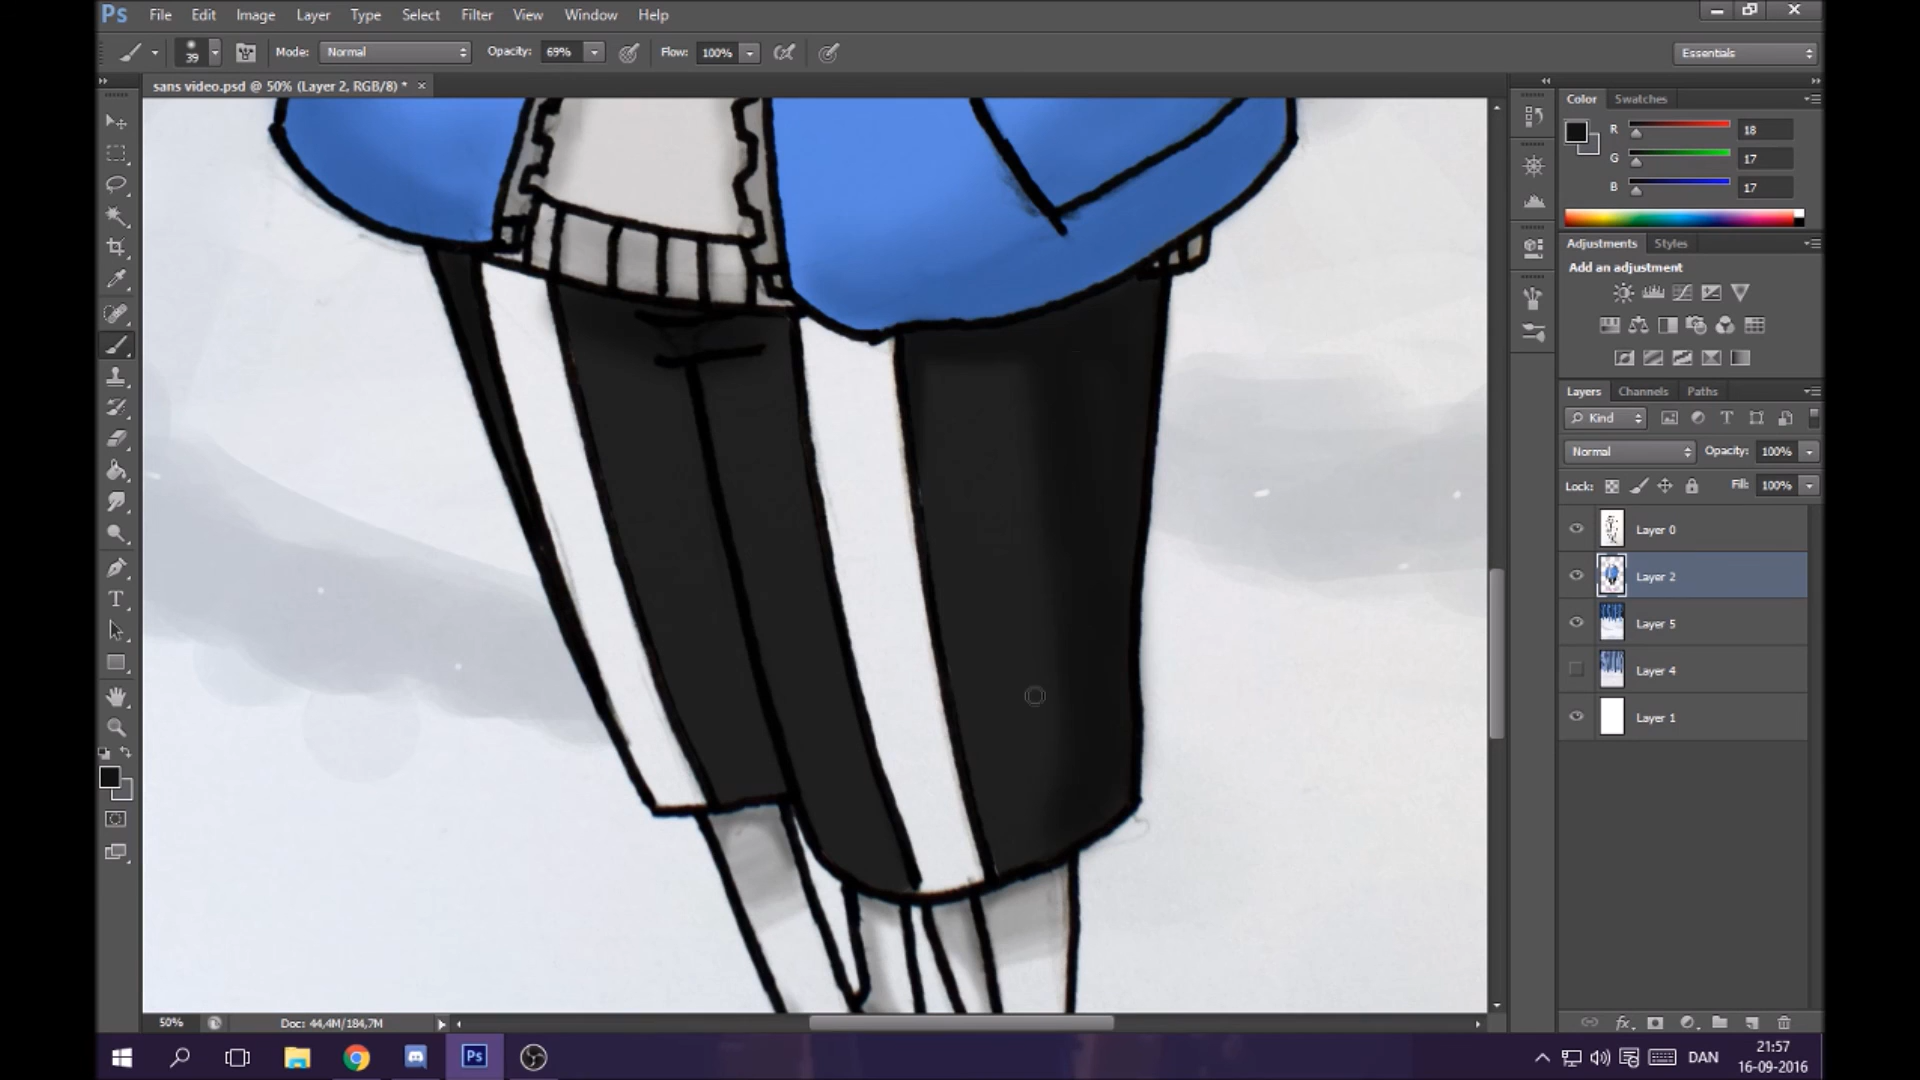 Ps File Edit Image Layer Type Select Filter View Window Help
39 Mode: Normal Opacity: 69% Flow: 100% Essentials
sans video.psd @ 50% (Layer 2, RGB/8) * ×
Color Swatches
R 18
G 17
B 17
Adjustments Styles
Add an adjustment
Layers Channels Paths
Kind T
Normal Opacity: 100%
Lock: Fill: 100%
Layer 0
Layer 2
Layer 5
Layer 4
Layer 1
T
50% Doc: 44,4M/184,7M
fx
Ps DAN 21:57
16-09-2016